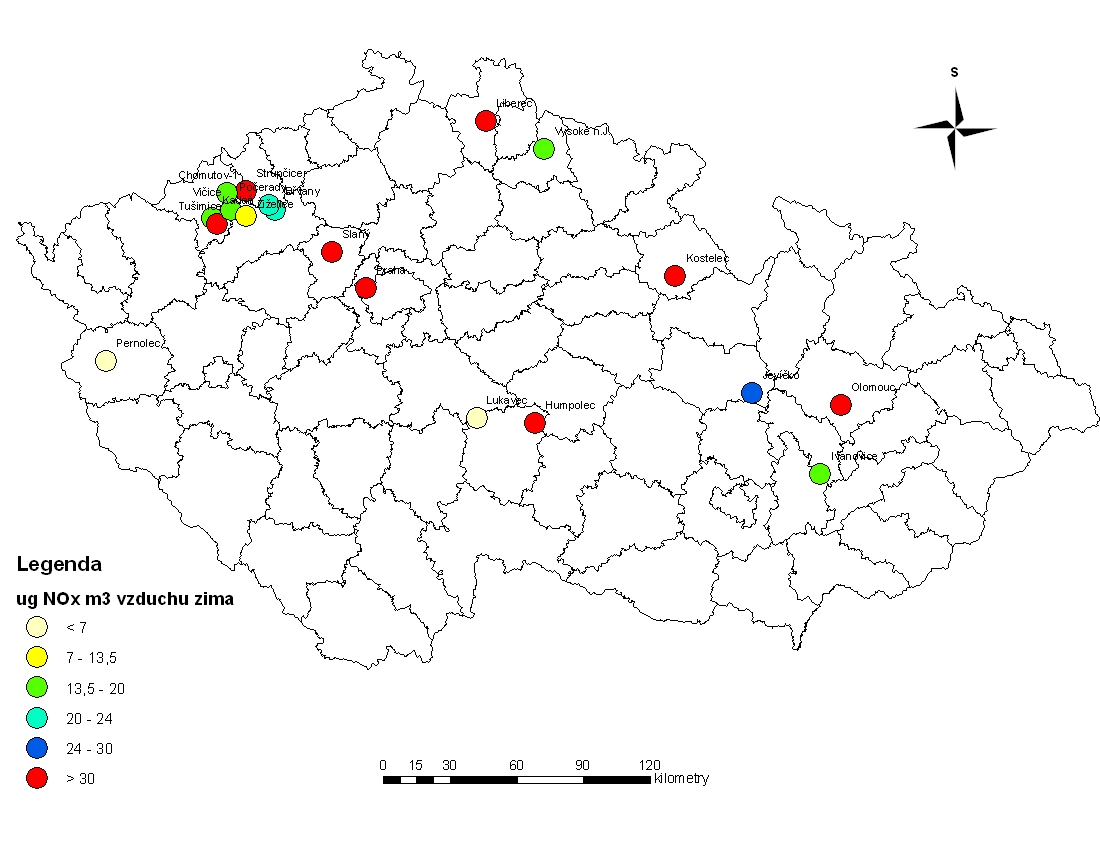 S
Liberec
Vysoké n.J.
Chomutov-1
Strupčice
Vlčice
Počerady
Tušimice
Žiželice
Slaný
Praha
Kostelec
Pernolec
Jevíčko
Olomouc
Lukavec
Humpolec
Ivanovice
Legenda
ug NOx m3 vzduchu zima
< 7
7 - 13,5
13,5 - 20
20 - 24
24 - 30
> 30
0 15 30 60 90 120
kilometry